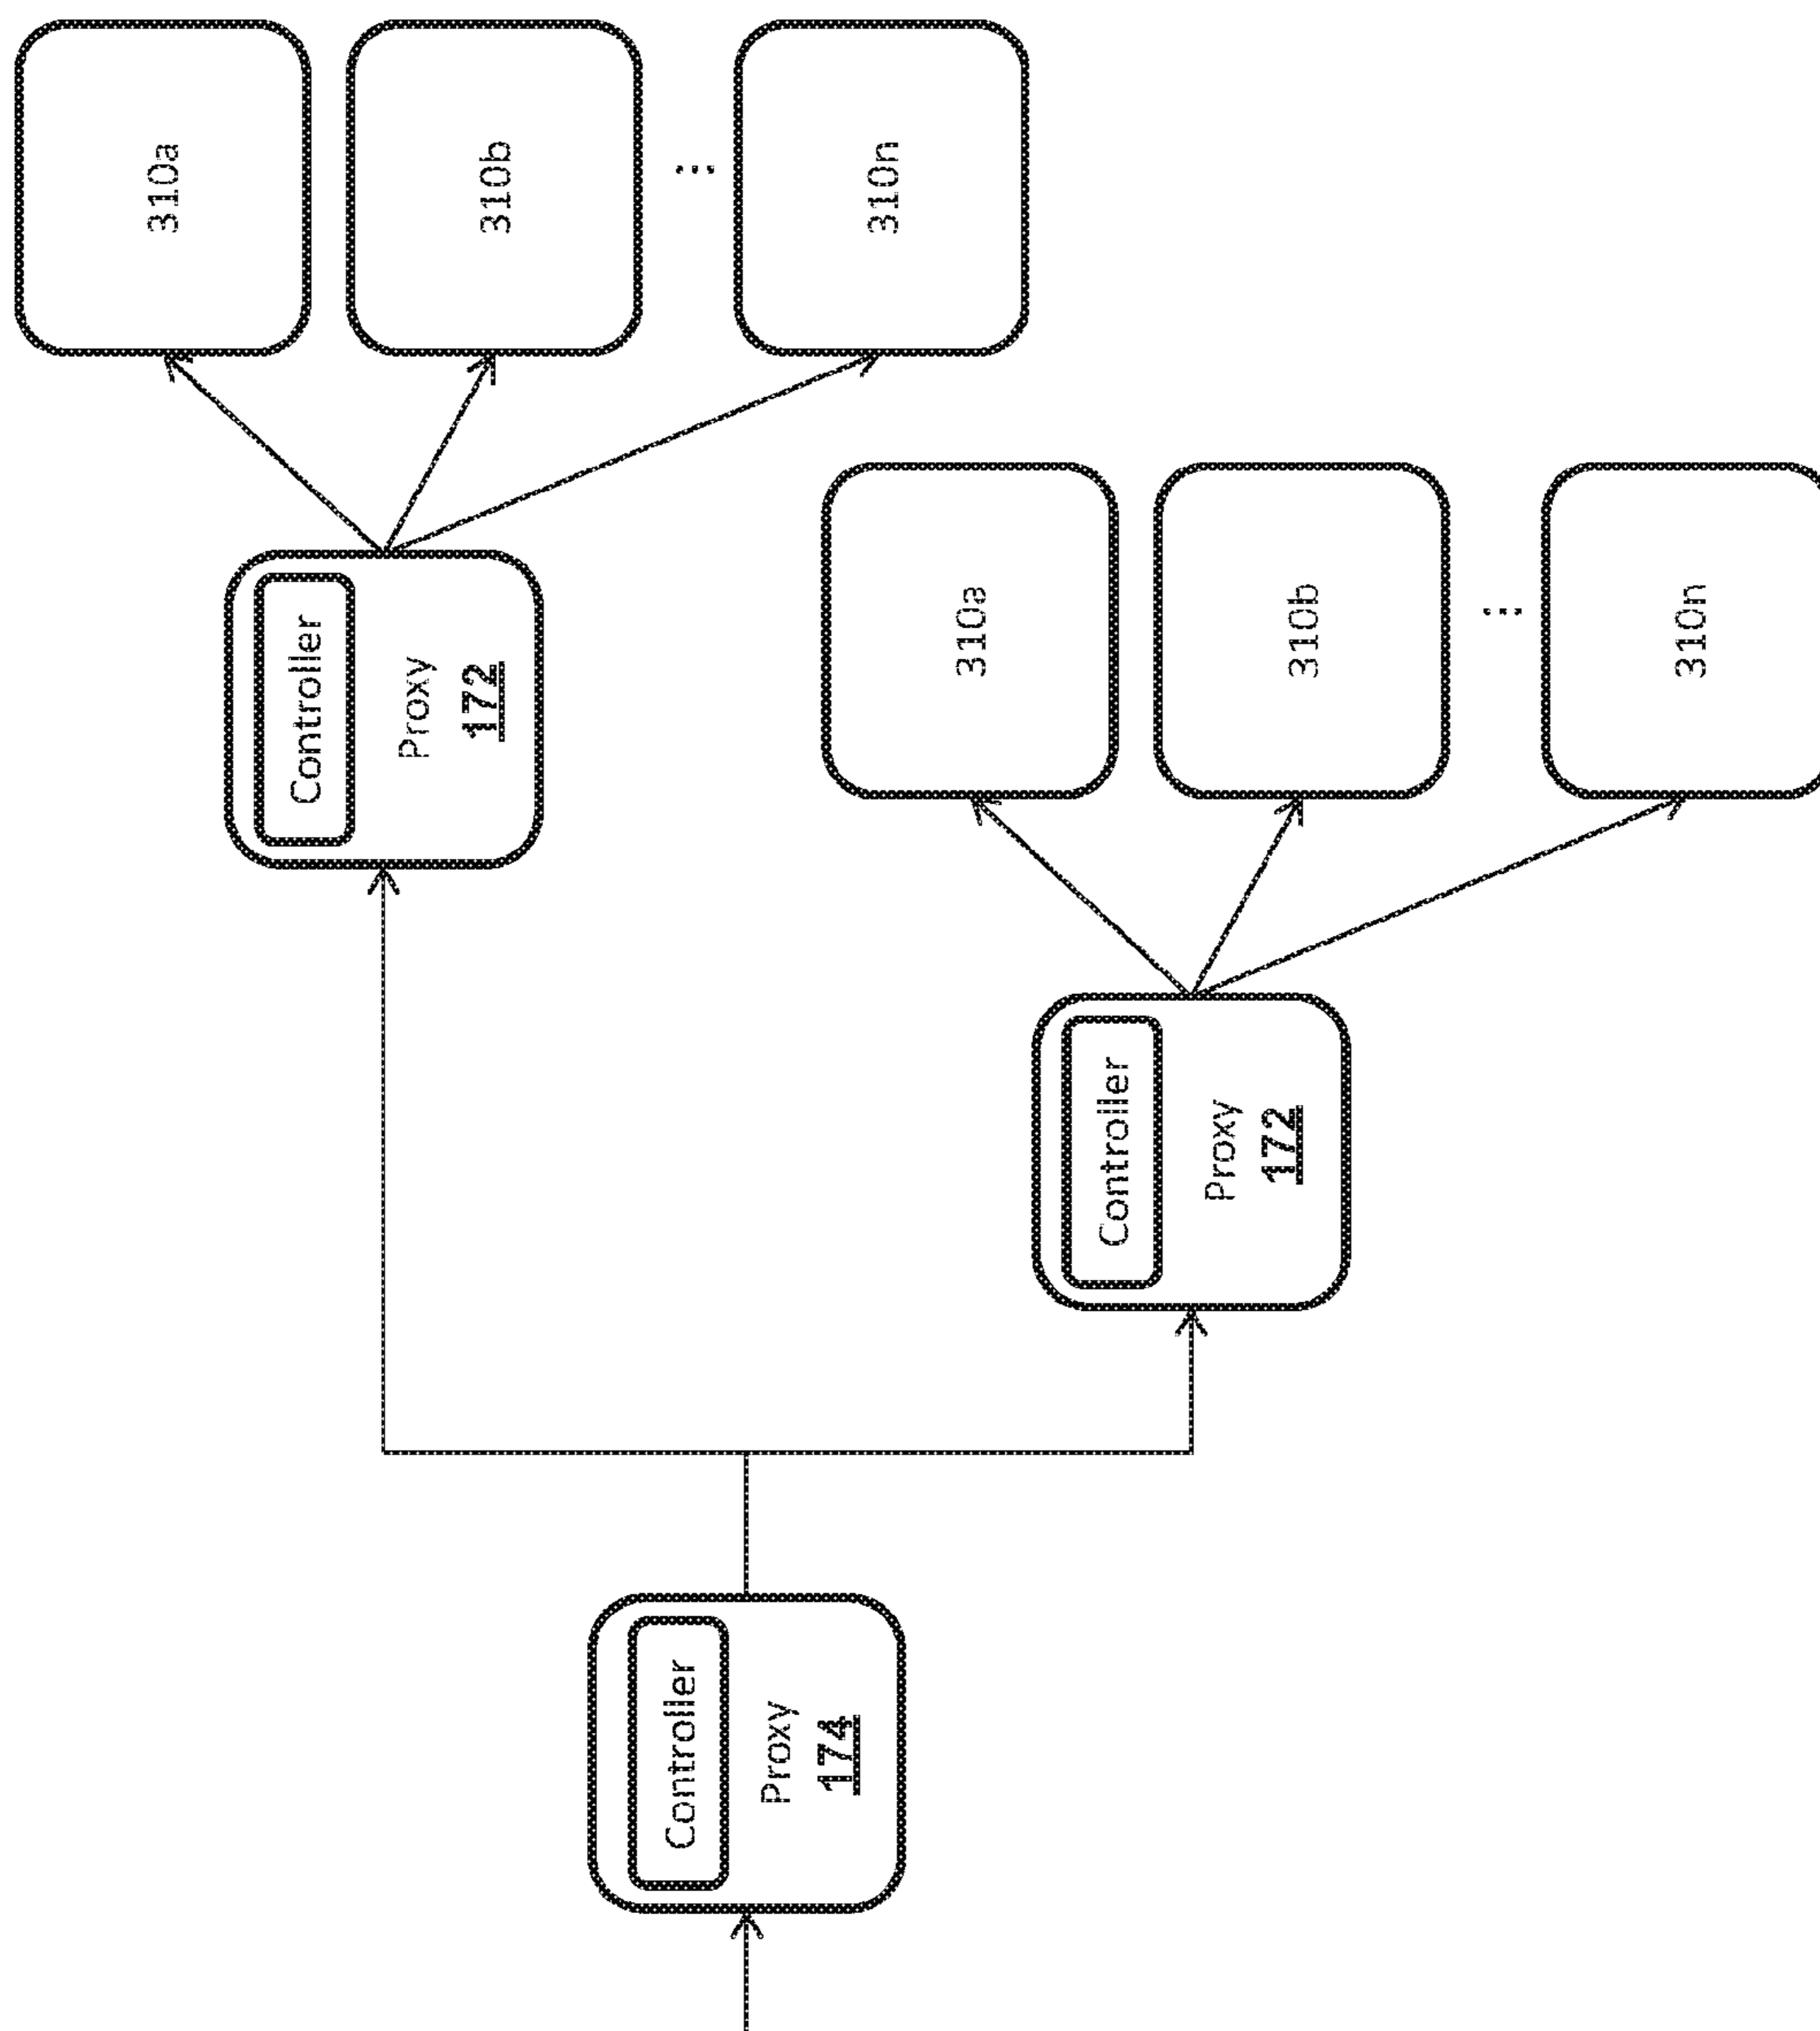 Controller
Proxy
174
Controller
Proxy
172
310a
310b
...
310n
Controller
Proxy
172
310a
310b
...
310n